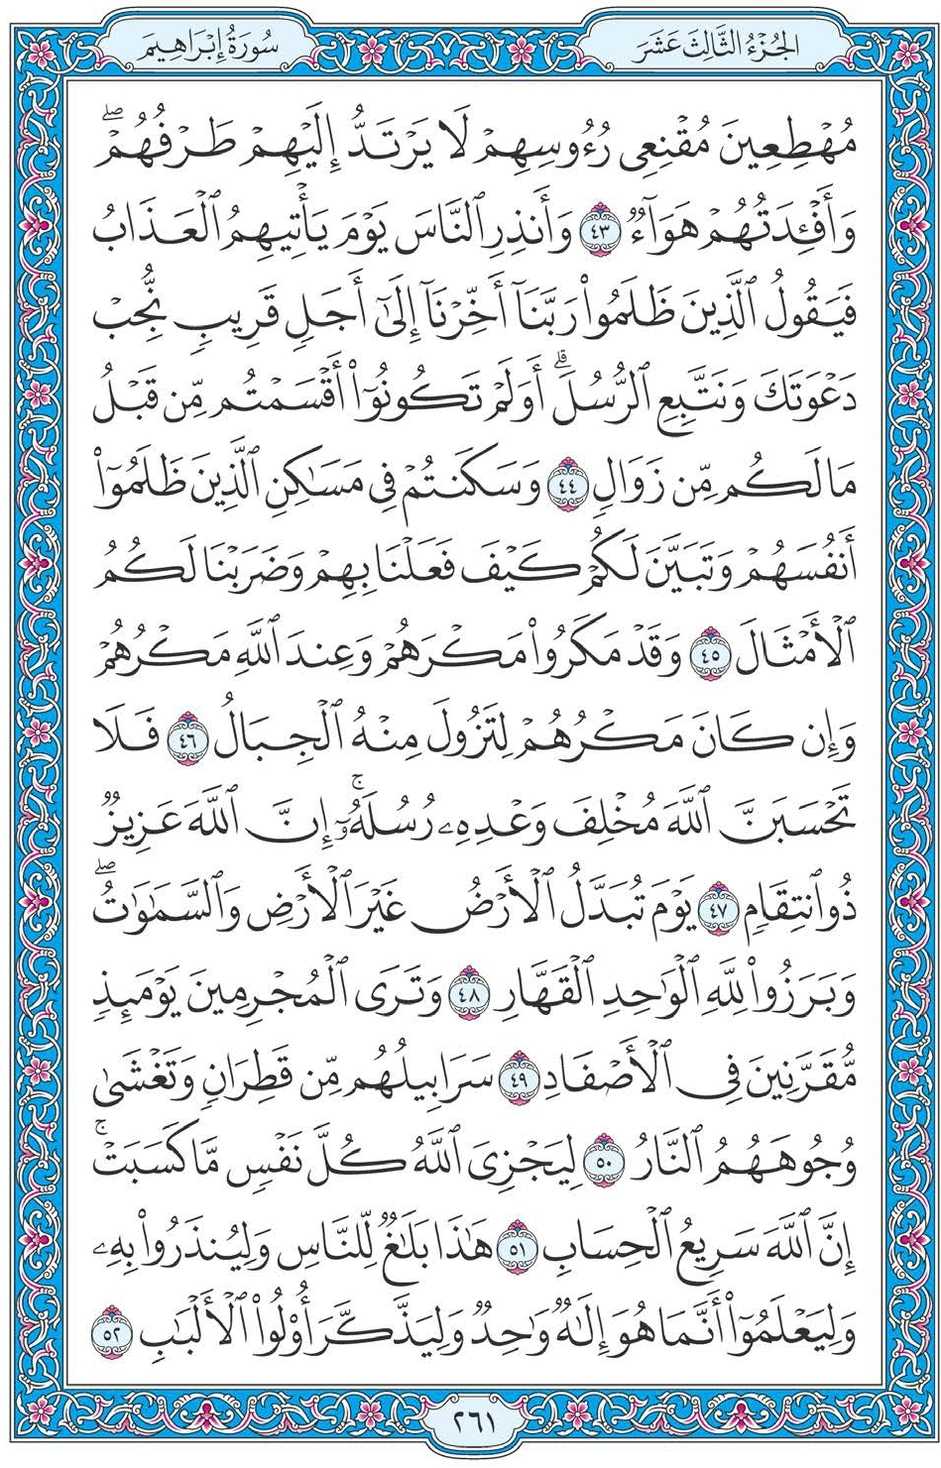 سُورَةُ إِبْرَاهِيمَ
الجُزْءُ الثَّالِثَ عَشَرَ
مُهْطِعِينَ مُقْنِعِى رُءُوسِهِمْ لَا يَرْتَدُّ إِلَيْهِمْ طَرْفُهُمْۖ
وَأَفْـِٔدَتُهُمْ هَوَآءٌ ٤٣ وَأَنذِرِ ٱلنَّاسَ يَوْمَ يَأْتِيهِمُ ٱلْعَذَابُ
فَيَقُولُ ٱلَّذِينَ ظَلَمُوا۟ رَبَّنَآ أَخِّرْنَآ إِلَىٰٓ أَجَلٍ قَرِيبٍ نُّجِبْ
دَعْوَتَكَ وَنَتَّبِعِ ٱلرُّسُلَۗ أَوَلَمْ تَكُونُوٓا۟ أَقْسَمْتُم مِّن قَبْلُ
مَا لَكُم مِّن زَوَالٍ ٤٤ وَسَكَنتُمْ فِى مَسَـٰكِنِ ٱلَّذِينَ ظَلَمُوٓا۟
أَنفُسَهُمْ وَتَبَيَّنَ لَكُمْ كَيْفَ فَعَلْنَا بِهِمْ وَضَرَبْنَا لَكُمُ
ٱلْأَمْثَالَ ٤٥ وَقَدْ مَكَرُوا۟ مَكْرَهُمْ وَعِندَ ٱللَّهِ مَكْرُهُمْ
وَإِن كَانَ مَكْرُهُمْ لِتَزُولَ مِنْهُ ٱلْجِبَالُ ٤٦ فَلَا
تَحْسَبَنَّ ٱللَّهَ مُخْلِفَ وَعْدِهِۦ رُسُلَهُۥٓۚ إِنَّ ٱللَّهَ عَزِيزٌ
ذُو ٱنتِقَامٍ ٤٧ يَوْمَ تُبَدَّلُ ٱلْأَرْضُ غَيْرَ ٱلْأَرْضِ وَٱلسَّمَـٰوَٰتُۖ
وَبَرَزُوا۟ لِلَّهِ ٱلْوَٰحِدِ ٱلْقَهَّارِ ٤٨ وَتَرَى ٱلْمُجْرِمِينَ يَوْمَئِذٍ
مُّقَرَّنِينَ فِى ٱلْأَصْفَادِ ٤٩ سَرَابِيلُهُم مِّن قَطِرَانٍ وَتَغْشَىٰ
وُجُوهَهُمُ ٱلنَّارُ ٥٠ لِيَجْزِىَ ٱللَّهُ كُلَّ نَفْسٍ مَّا كَسَبَتْۚ
إِنَّ ٱللَّهَ سَرِيعُ ٱلْحِسَابِ ٥١ هَـٰذَا بَلَـٰغٌ لِّلنَّاسِ وَلِيُنذَرُوا۟ بِهِۦ
وَلِيَعْلَمُوٓا۟ أَنَّمَا هُوَ إِلَـٰهٌ وَٰحِدٌ وَلِيَذَّكَّرَ أُو۟لُوا۟ ٱلْأَلْبَـٰبِ ٥٢
٢٦١